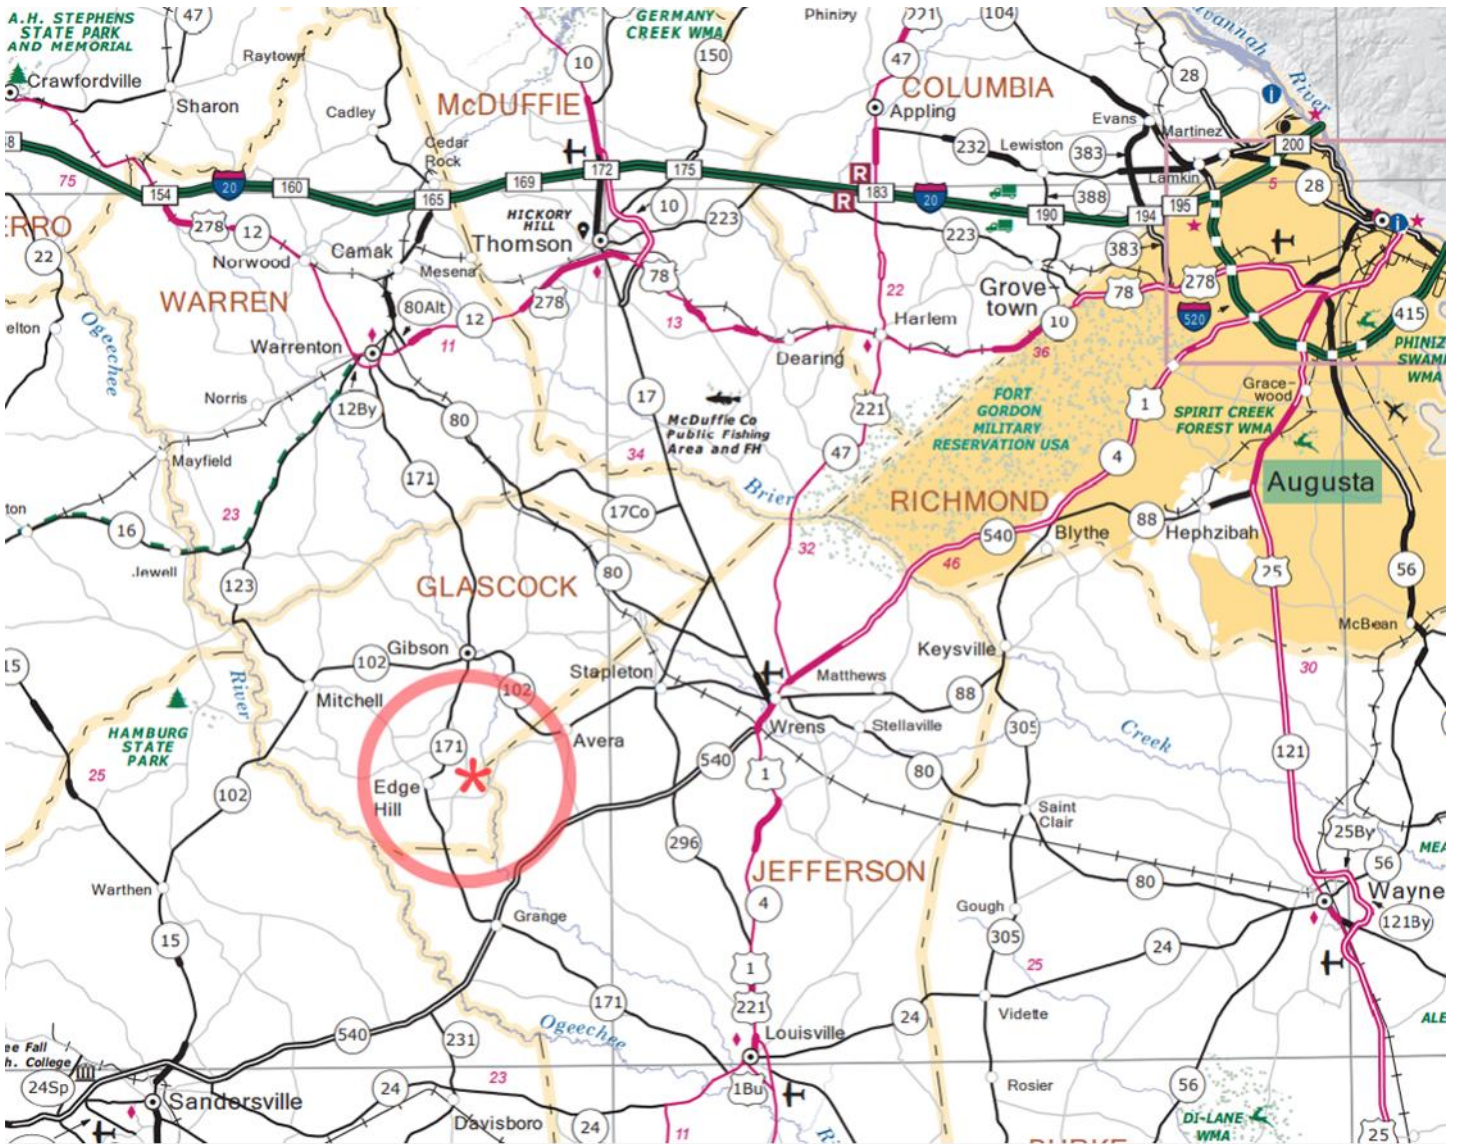 A.H. STEPHENS
STATE PARK
AND MEMORIAL
47
GERMANY
CREEK WMA
Phinizy
221
104
Savannah
River
Raytown
10
150
47
28
Crawfordville
McDUFFIE
COLUMBIA
Sharon
Cadley
Appling
Evans
Martinez
Cedar
Rock
232
Lewiston
383
200
172
175
Lamkin
28
5
75
154
20
160
169
R
183
20
388
195
165
R
190
194
HICKORY
HILL
10
223
223
383
278
12
Thomson
22
Norwood
Camak
Mesena
78
Grove-
town
78
278
WARREN
80Alt
12
278
22
10
520
415
Ogeechee
13
Harlem
PHINIZ
SWAM
WMA
Warrenton
11
Dearing
36
Grace-
wood
Norris
12By
80
17
McDuffie Co
Public Fishing
Area and FH
221
FORT
GORDON
MILITARY
RESERVATION USA
1
SPIRIT CREEK
FOREST WMA
Mayfield
34
47
4
171
Brier
RICHMOND
Augusta
23
17Co
16
32
540
Blythe
88
Hephzibah
Jewell
46
123
GLASCOCK
80
25
56
McBean
15
102
Gibson
Keysville
30
Stapleton
Matthews
River
Mitchell
102
88
HAMBURG
STATE
PARK
Wrens
Stellaville
305
Creek
171
Avera
540
25
Edge
Hill
*
1
80
121
102
Saint
Clair
25By
296
JEFFERSON
56
Warthen
80
Wayne
4
Gough
121By
Grange
15
305
24
25
1
171
221
24
Vidette
540
Ogeechee
Louisville
231
24Sp
24
23
1Bu
Rosier
56
Sandersville
Davisboro
24
11
DI-LANE
WMA
25